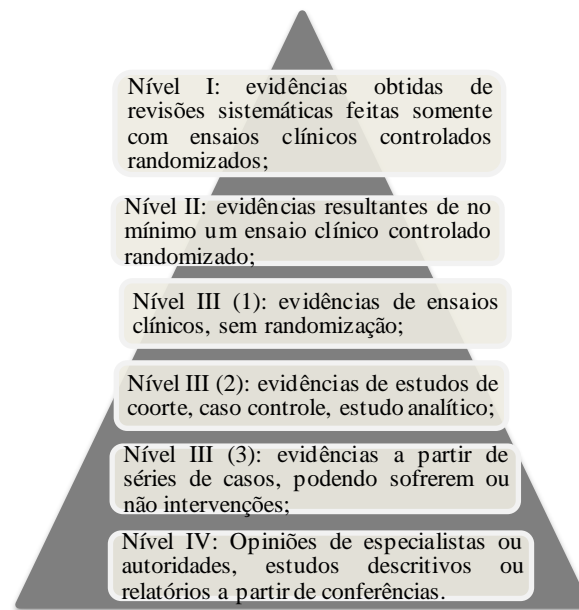 Nível I: evidências obtidas de
revisões sistemáticas feitas somente
com ensaios clínicos controlados
randomizados;
Nível II: evidências resultantes de no
mínimo um ensaio clínico controlado
randomizado;
Nível III (1): evidências de ensaios
clínicos, sem randomização;
Nível III (2): evidências de estudos de
coorte, caso controle, estudo analítico;
Nível III (3): evidências a partir de
séries de casos, podendo sofrerem ou
não intervenções;
Nível IV: Opiniões de especialistas ou
autoridades, estudos descritivos ou
relatórios a partir de conferências.